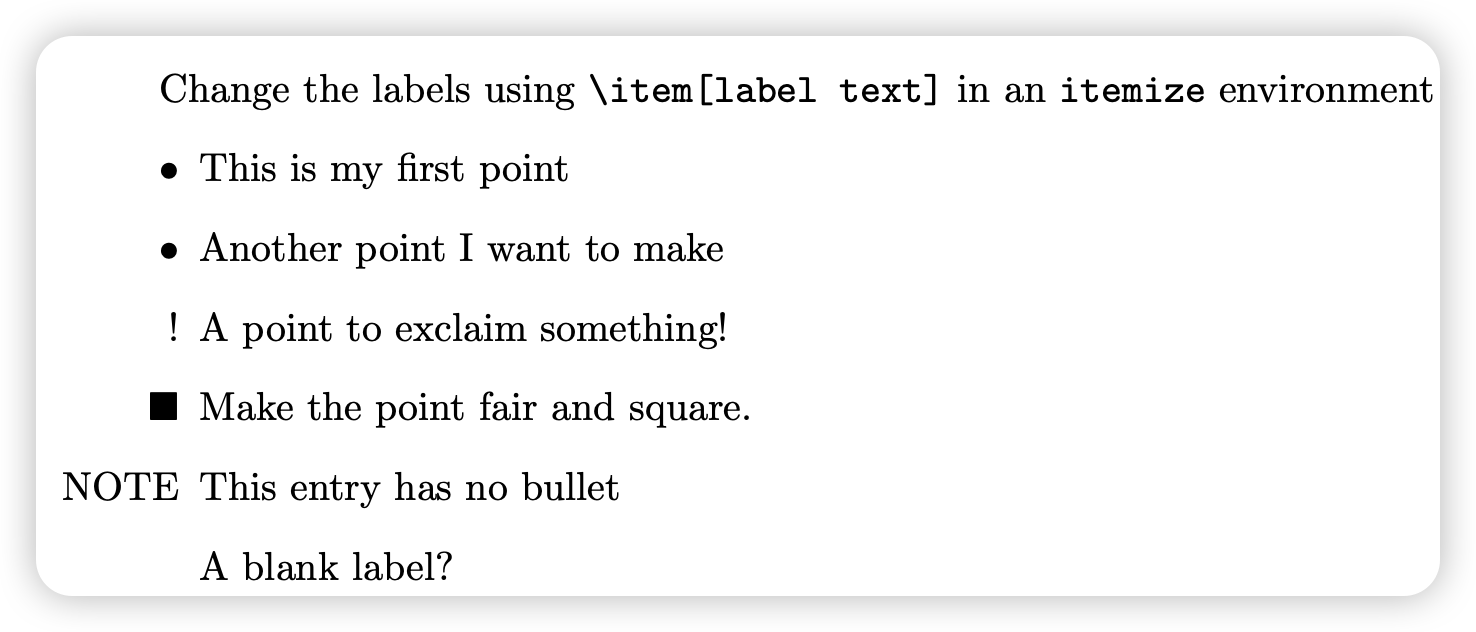 Change the labels using \item[label text] in an itemize environment
• This is my first point
• Another point I want to make
! A point to exclaim something!
■ Make the point fair and square.
NOTE This entry has no bullet
A blank label?